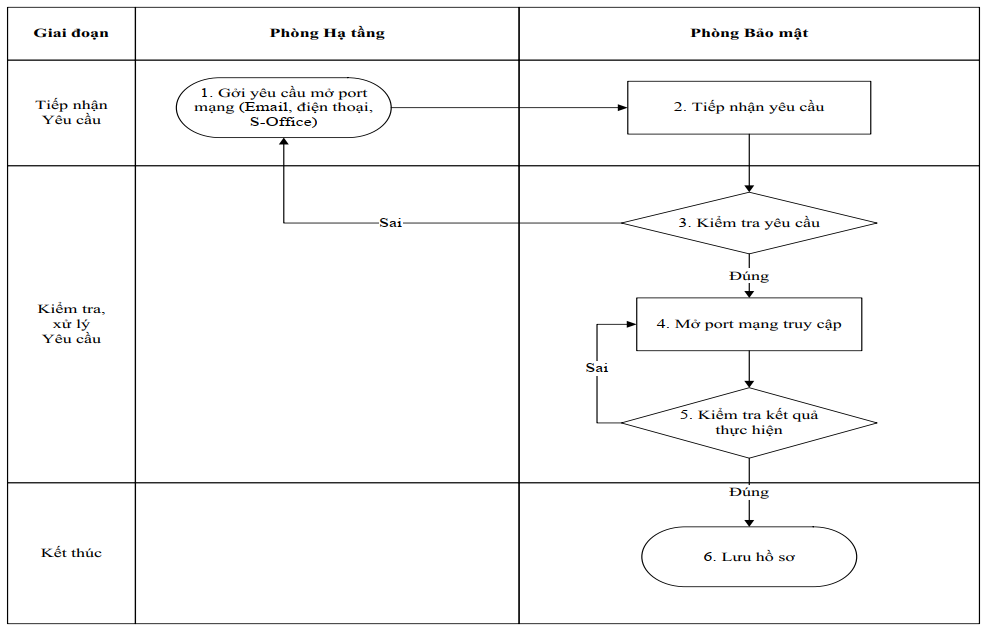 Giai đoạn
Phòng Hạ tầng
Phòng Bảo mật
Tiếp nhận
Yêu cầu
1. Gởi yêu cầu mở port
mạng (Email, điện thoại,
S-Office)
2. Tiếp nhận yêu cầu
Kiểm tra,
xử lý
Yêu cầu
Sai
3. Kiểm tra yêu cầu
Đúng
4. Mở port mạng truy cập
Sai
5. Kiểm tra kết quả
thực hiện
Kết thúc
Đúng
6. Lưu hồ sơ